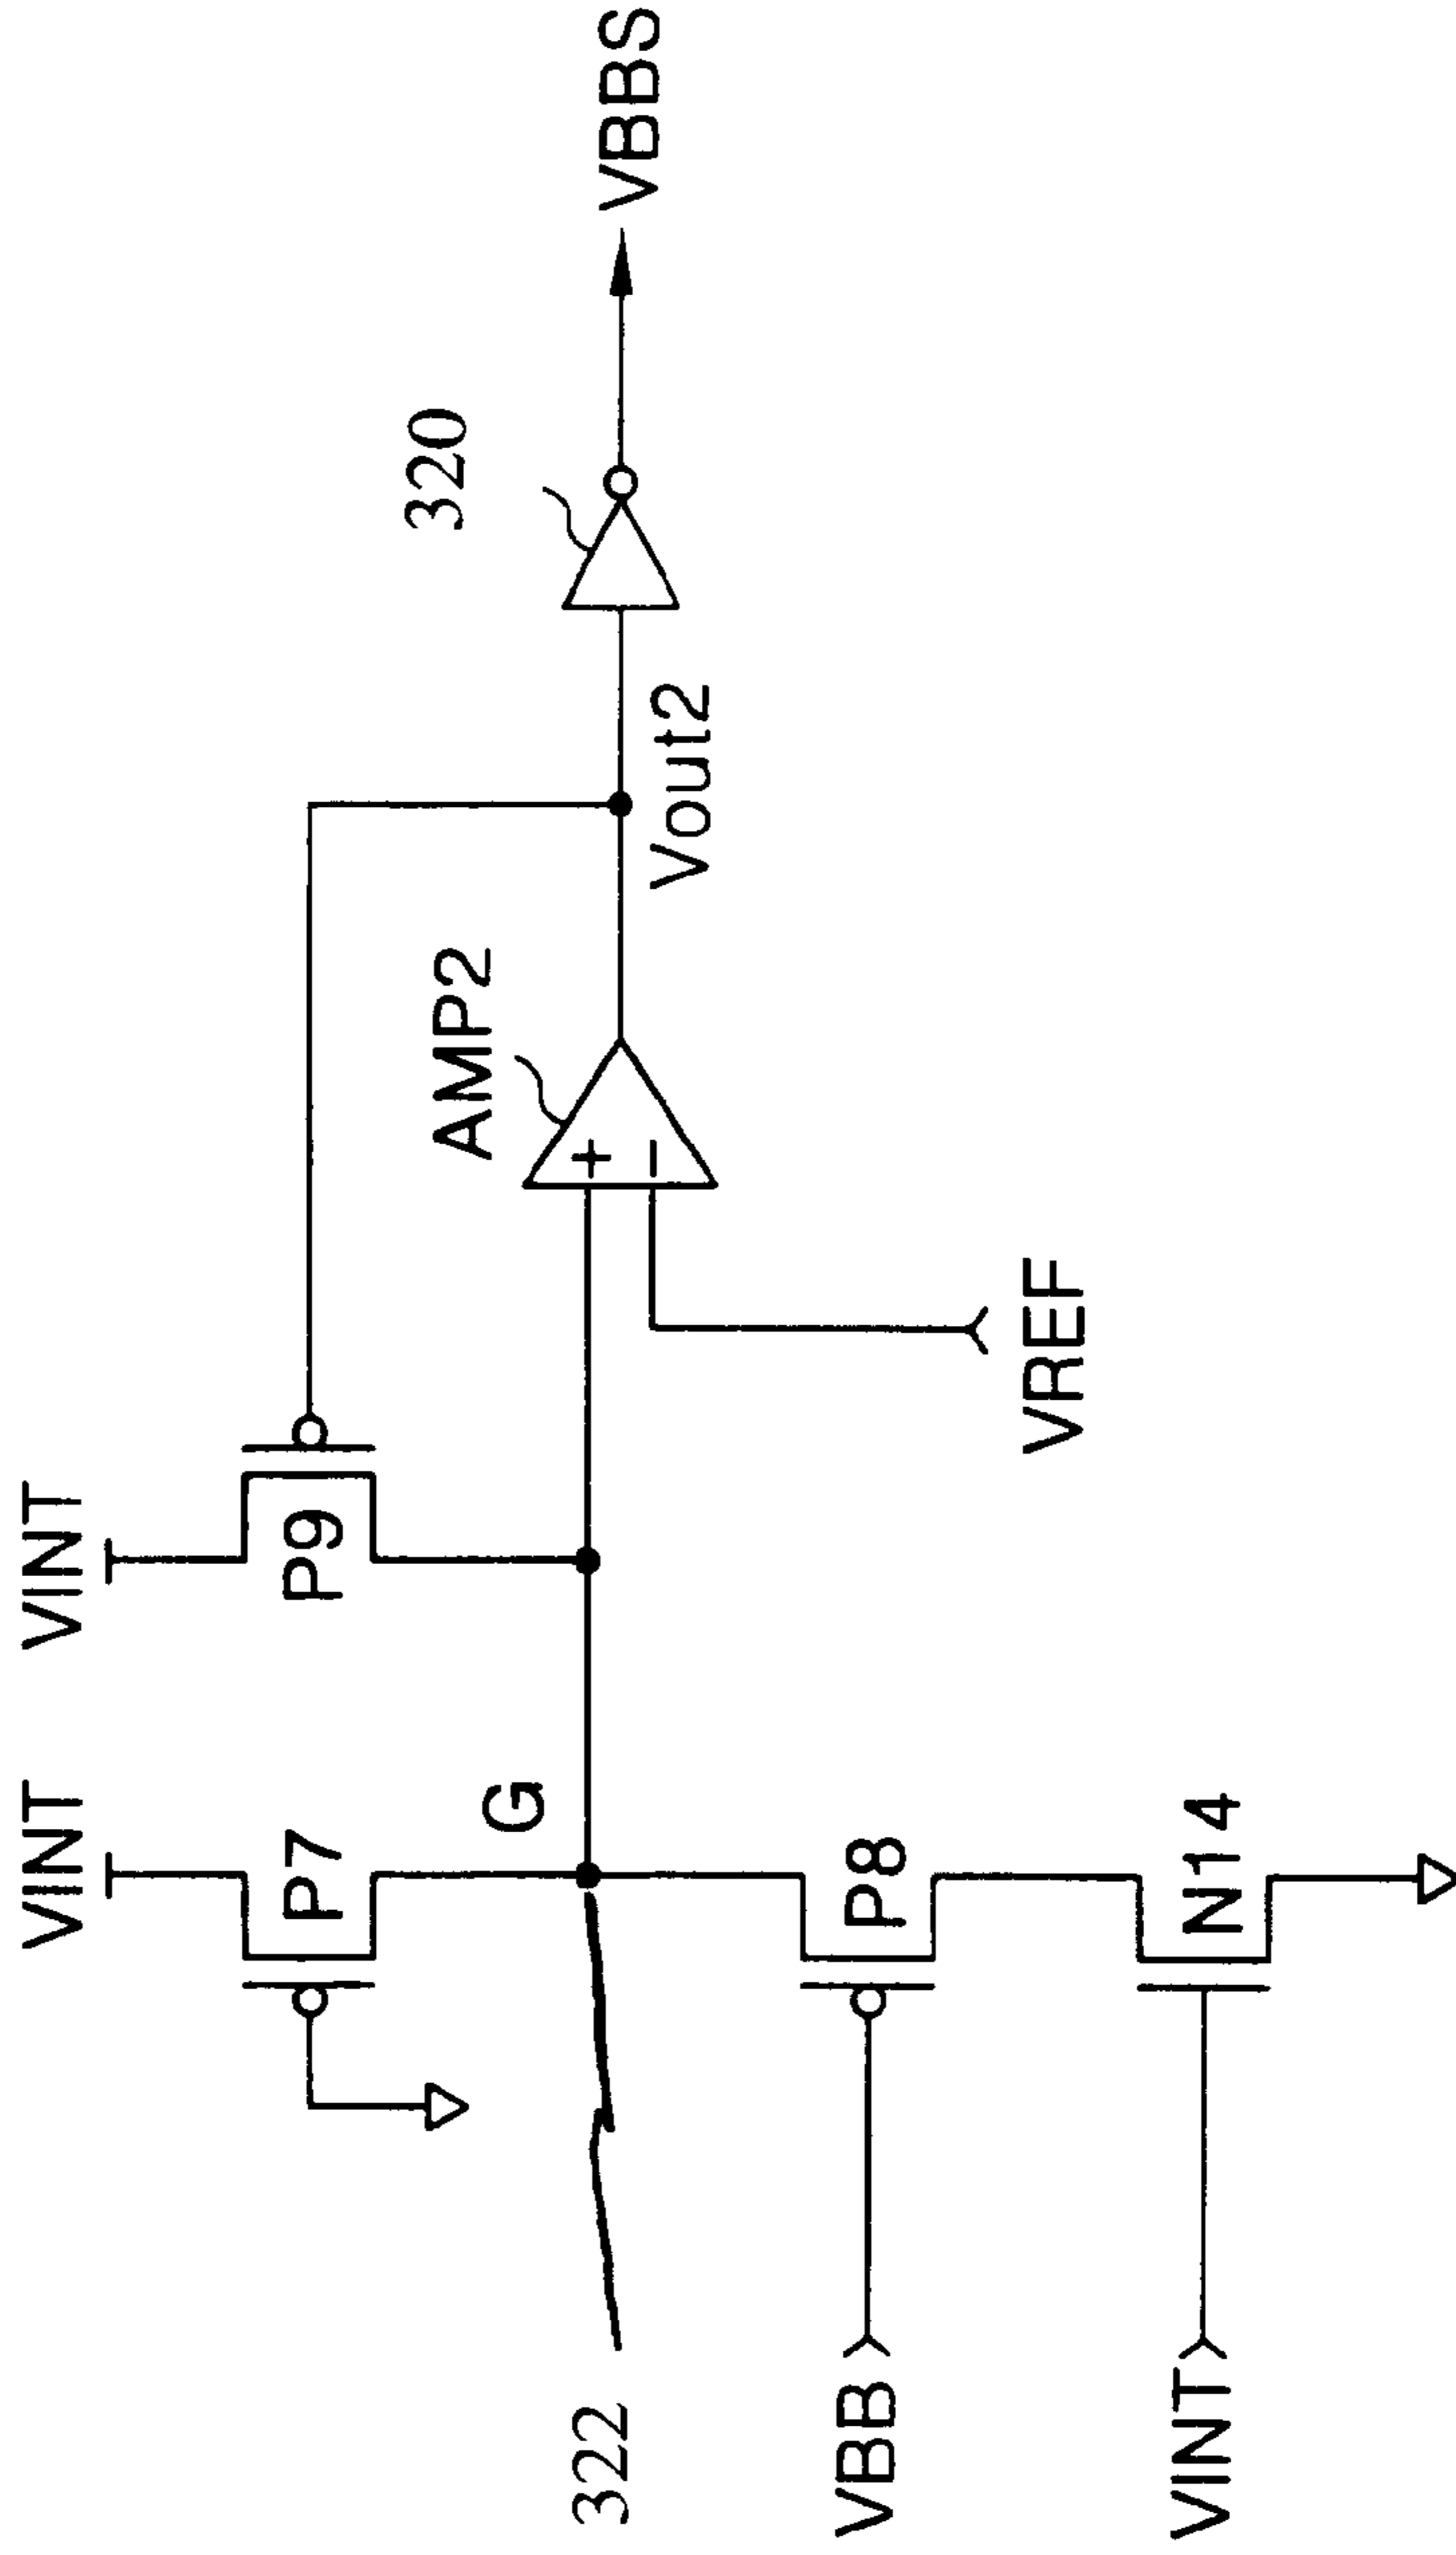 VINT
VINT
P7
P9
320
AMP2
G
+
−
VBBS
Vout2
322
P8
VBB
VREF
N14
VINT